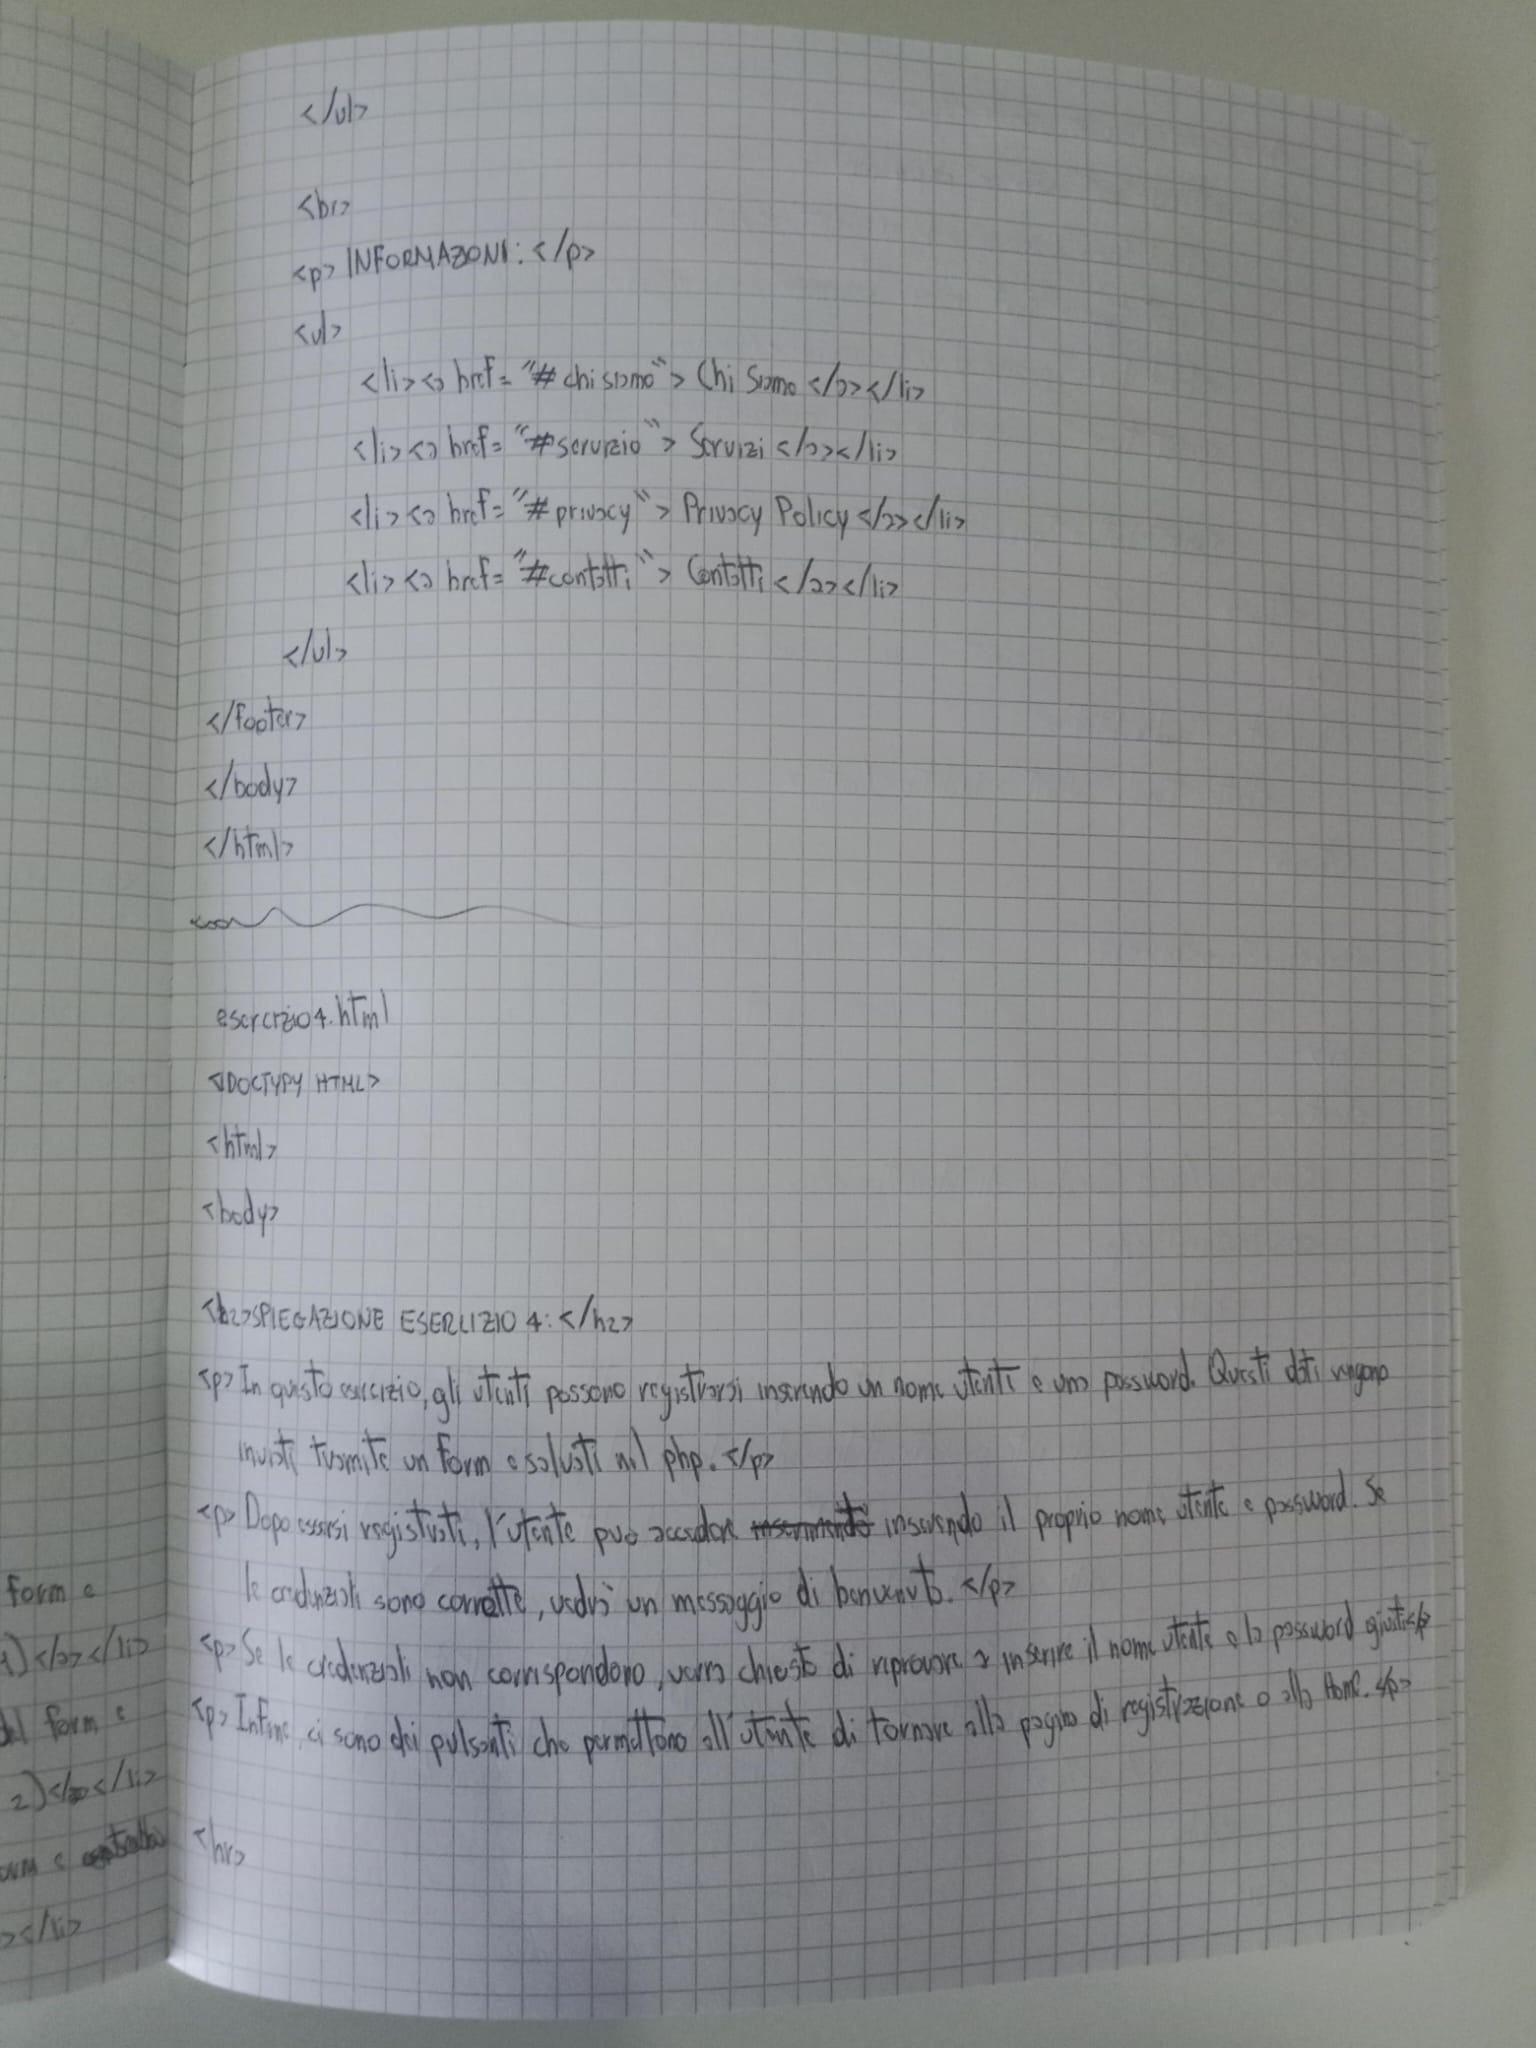 </ul>
<br>
<p> INFORMAZIONI: </p>
<ul>
<li><a href= "# chi siamo"> Chi Siamo </a></li>
<li><a href= "#servizio"> Servizi </a></li>
<li><a href= "# privacy"> Privacy Policy </a></li>
<li><a href= "#contatti"> Contatti </a></li>
</ul>
</footer>
</body>
</html>
esercizio4.html
<DOCTYPY HTML>
<html>
<body>
<h2>SPIEGAZIONE ESERCIZIO 4: </h2>
<p> In questo esercizio, gli utenti possono registrarsi inserendo un nome utente e una password. Questi dati vengono
inviati tramite un form e salvati nel php. </p>
<p> Dopo essersi registrati, l'utente può accedere inserendo il proprio nome utente e password. Se
le credenziali sono corrette, vedrà un messaggio di benvenuto. </p>
<p> Se le credenziali non corrispondono, verrà chiesto di riprovare a inserire il nome utente e la password giusti</p>
<p> Infine, ci sono dei pulsanti che permettono all'utente di tornare alla pagina di registrazione o alla Home. </p>
<hr>
form e
1)</a></li>
del form e
2)</a></li>
form e
></li>